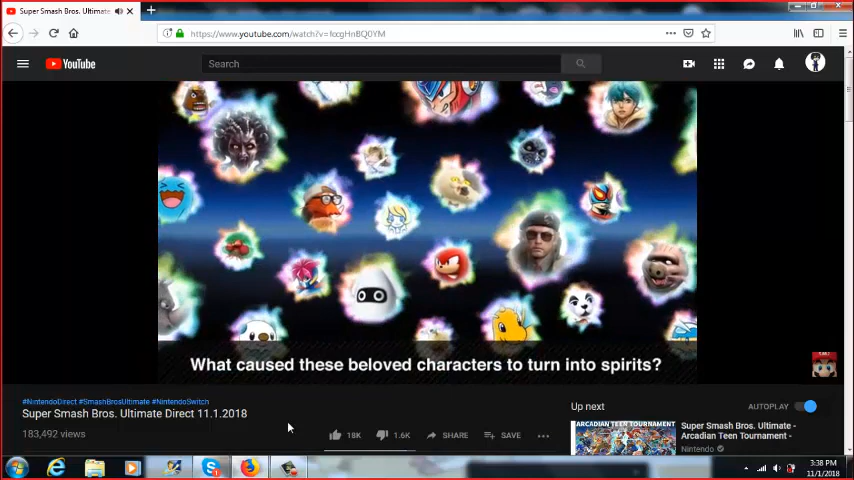 Super Smash Bros. Ultimate
https://www.youtube.com/watch?v=fccgHnBQ0YM
YouTube
Search
What caused these beloved characters to turn into spirits?
#NintendoDirect #SmashBrosUltimate #NintendoSwitch
Super Smash Bros. Ultimate Direct 11.1.2018
183,492 views
18K
1.6K
SHARE
SAVE
Up next
AUTOPLAY
ARCADIAN TEEN TOURNAMENT
Super Smash Bros. Ultimate -
Arcadian Teen Tournament -
Nintendo
3:38 PM
11/1/2018